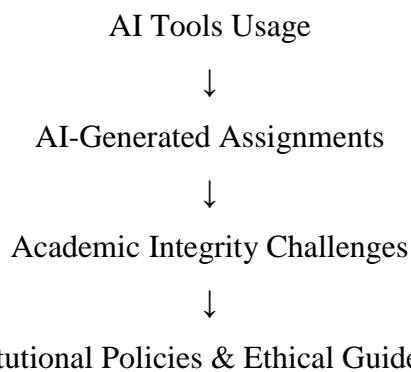 AI Tools Usage
↓
AI-Generated Assignments
↓
Academic Integrity Challenges
↓
Policies & Ethical